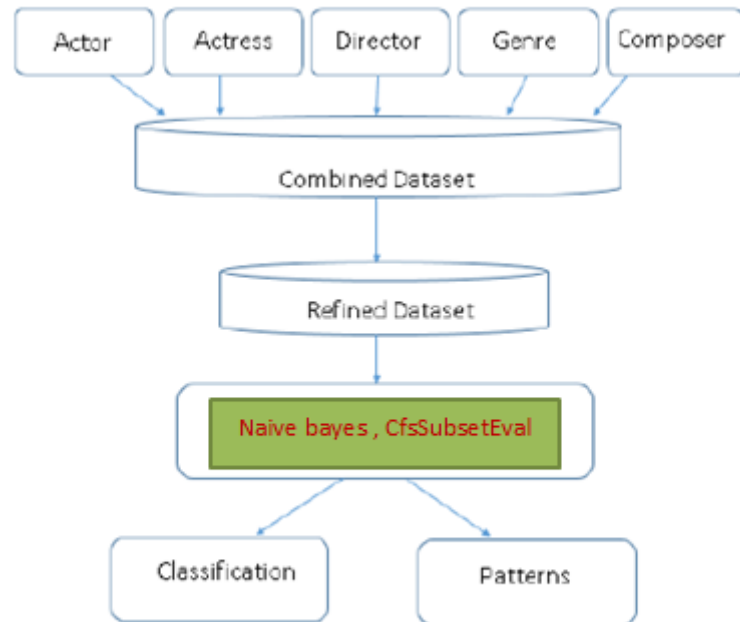 Actor
Actress
Director
Genre
Composer
Combined Dataset
Refined Dataset
Naive bayes , CfsSubsetEval
Classification
Patterns